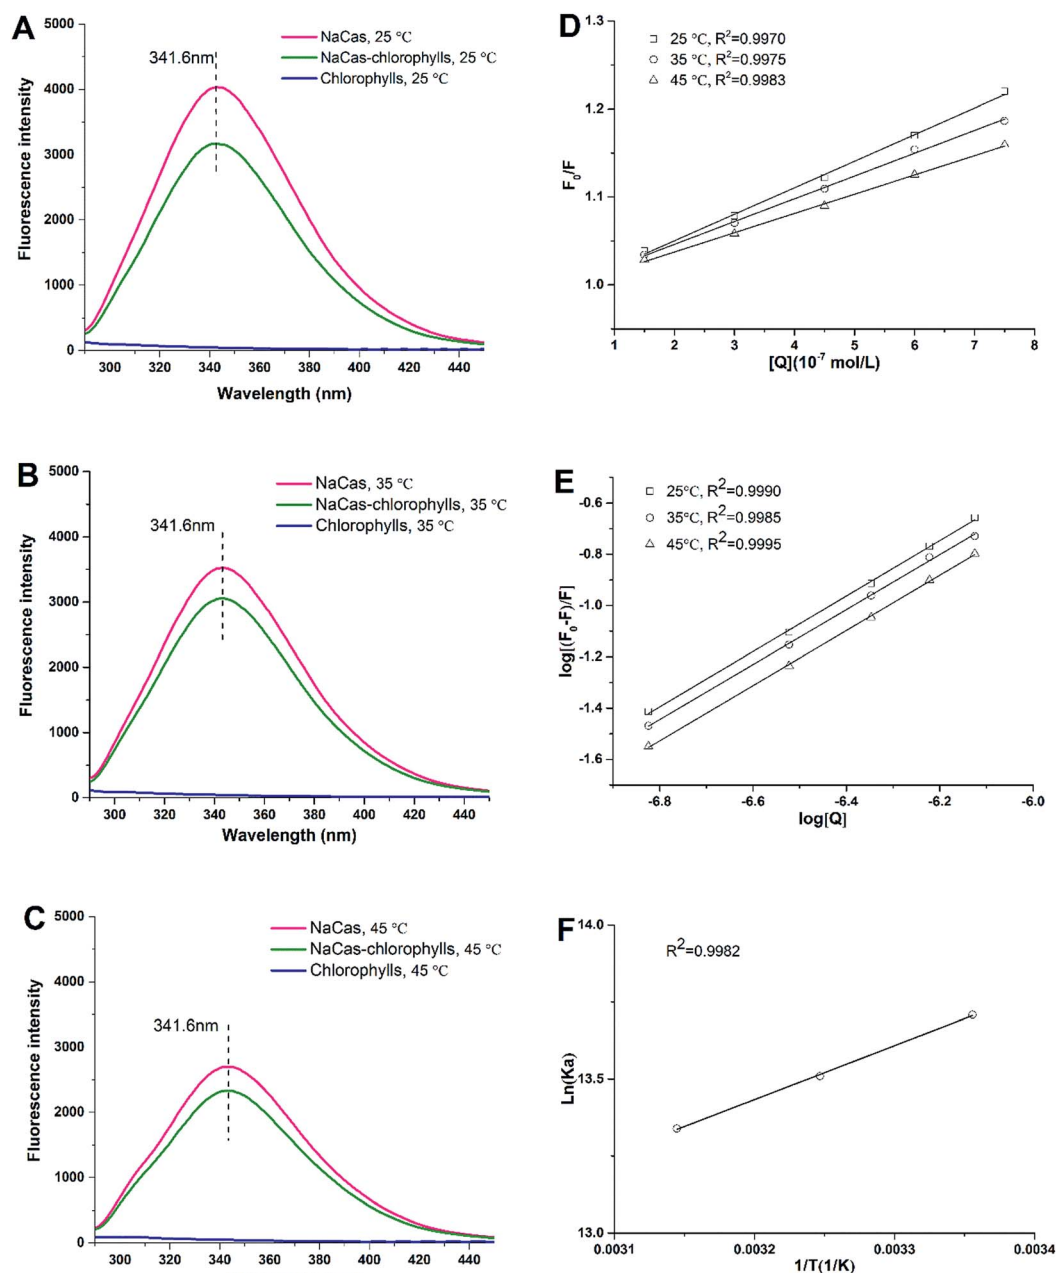 A
NaCas, 25 ℃
NaCas-chlorophylls, 25 ℃
Chlorophylls, 25 ℃
341.6nm
5000
4000
3000
2000
1000
0
300 320 340 360 380 400 420 440
Fluorescence intensity
Wavelength (nm)
D
25 ℃, R²=0.9970
35 ℃, R²=0.9975
45 ℃, R²=0.9983
1.3
1.2
1.1
1.0
1 2 3 4 5 6 7 8
F₀/F
[Q](10⁻⁷ mol/L)
B
NaCas, 35 ℃
NaCas-chlorophylls, 35 ℃
Chlorophylls, 35 ℃
341.6nm
5000
4000
3000
2000
1000
0
300 320 340 360 380 400 420 440
Fluorescence intensity
Wavelength (nm)
E
25℃, R²=0.9990
35℃, R²=0.9985
45℃, R²=0.9995
-0.6
-0.8
-1.0
-1.2
-1.4
-1.6
-6.8 -6.6 -6.4 -6.2 -6.0
log[(F₀-F)/F]
log[Q]
C
NaCas, 45 ℃
NaCas-chlorophylls, 45 ℃
Chlorophylls, 45 ℃
341.6nm
5000
4000
3000
2000
1000
0
300 320 340 360 380 400 420 440
Fluorescence intensity
Wavelength (nm)
F
R²=0.9982
14.0
13.5
13.0
0.0031 0.0032 0.0033 0.0034
Ln(Ka)
1/T(1/K)